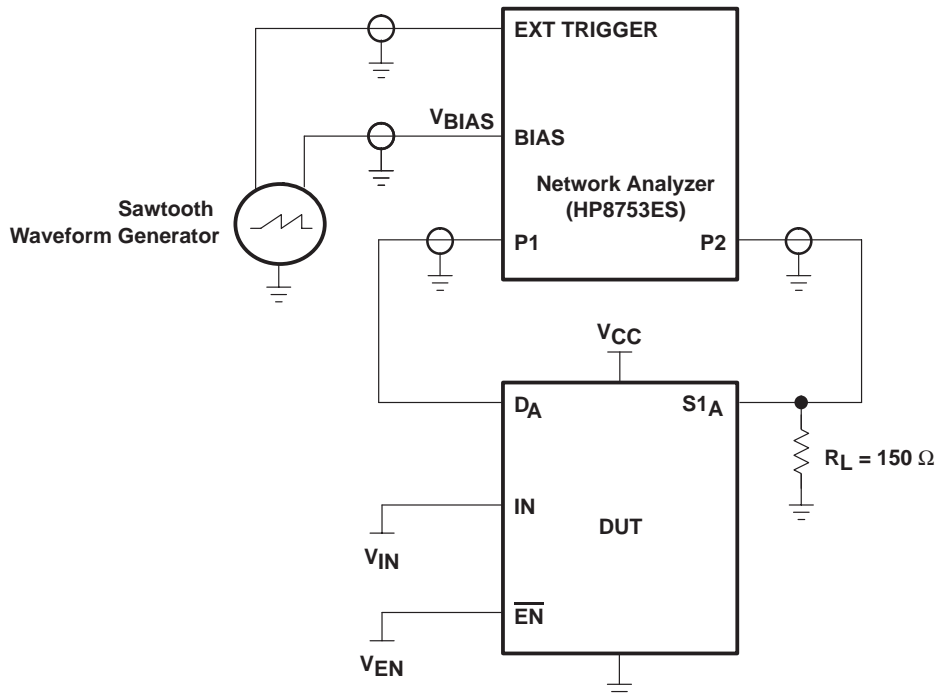 EXT TRIGGER
VBIAS
BIAS
Network Analyzer
(HP8753ES)
Sawtooth
Waveform Generator
P1
P2
VCC
DA
S1A
RL = 150 Ω
IN
DUT
VIN
EN
VEN